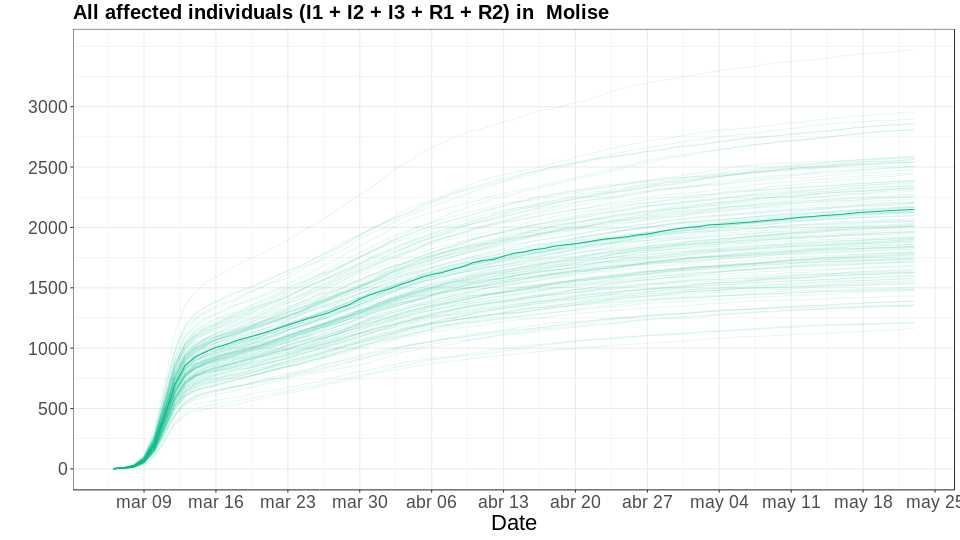 All affected individuals (I1 + I2 + I3 + R1 + R2) in  Molise
3000
2500
2000
1500
1000
500
0
mar 09 mar 16 mar 23 mar 30 abr 06 abr 13 abr 20 abr 27 may 04 may 11 may 18 may 25
Date